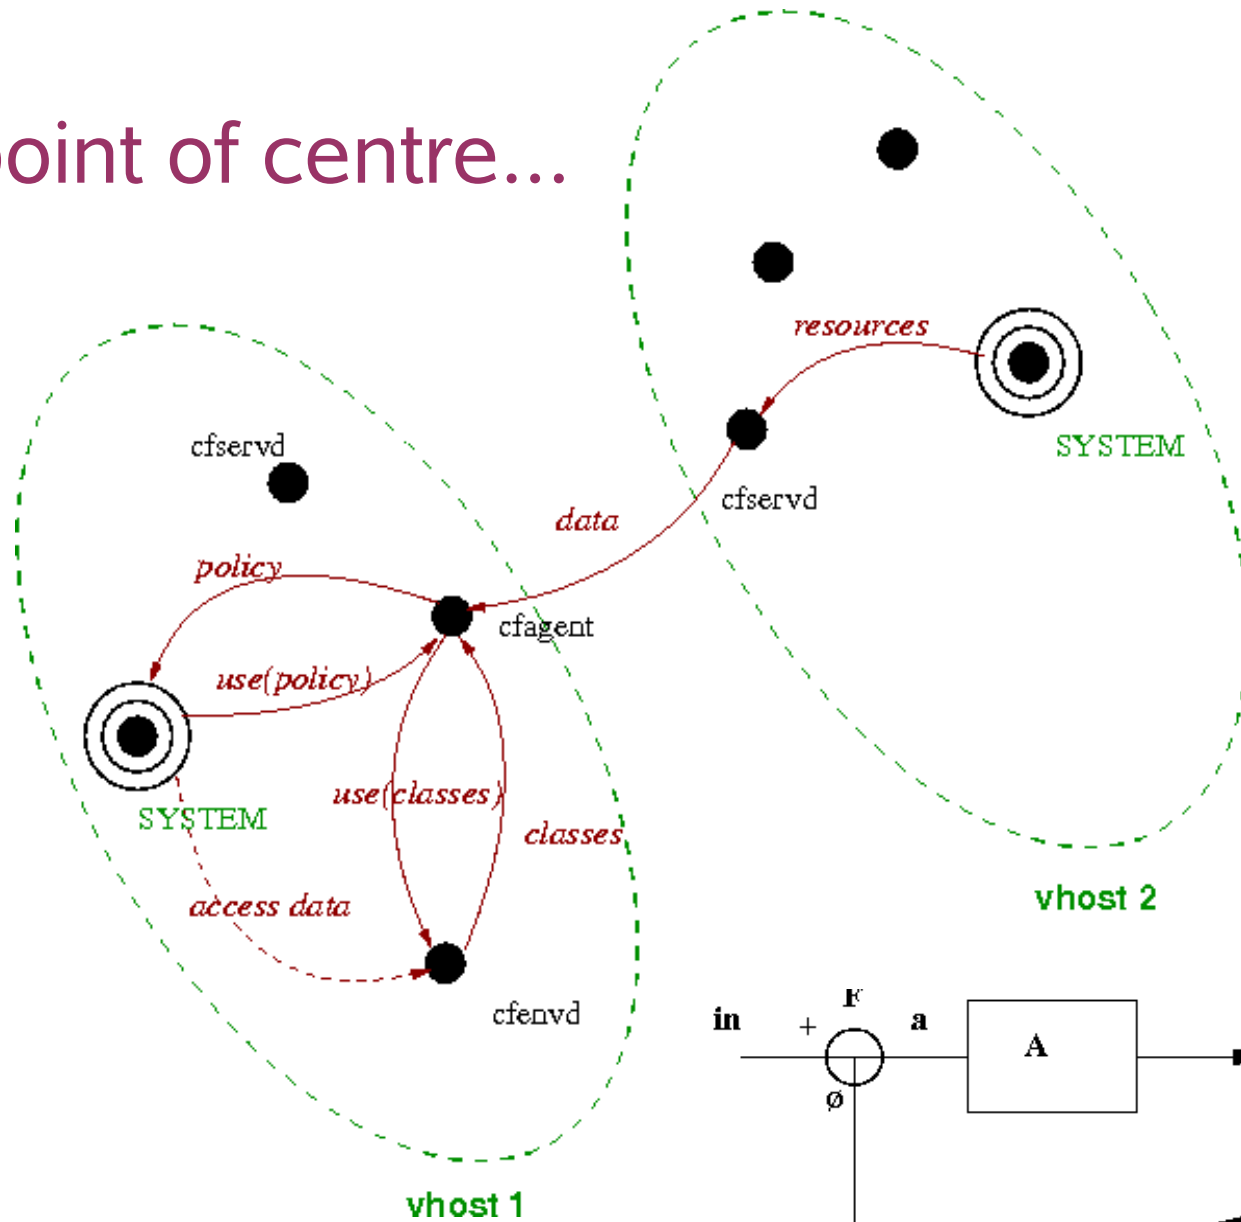 point of centre...
resources
SYSTEM
cfservd
cfservd
data
policy
cfagent
use(policy)
use(classes)
SYSTEM
classes
access data
vhost 2
cfenvd
F
in + a
A
ø
vhost 1